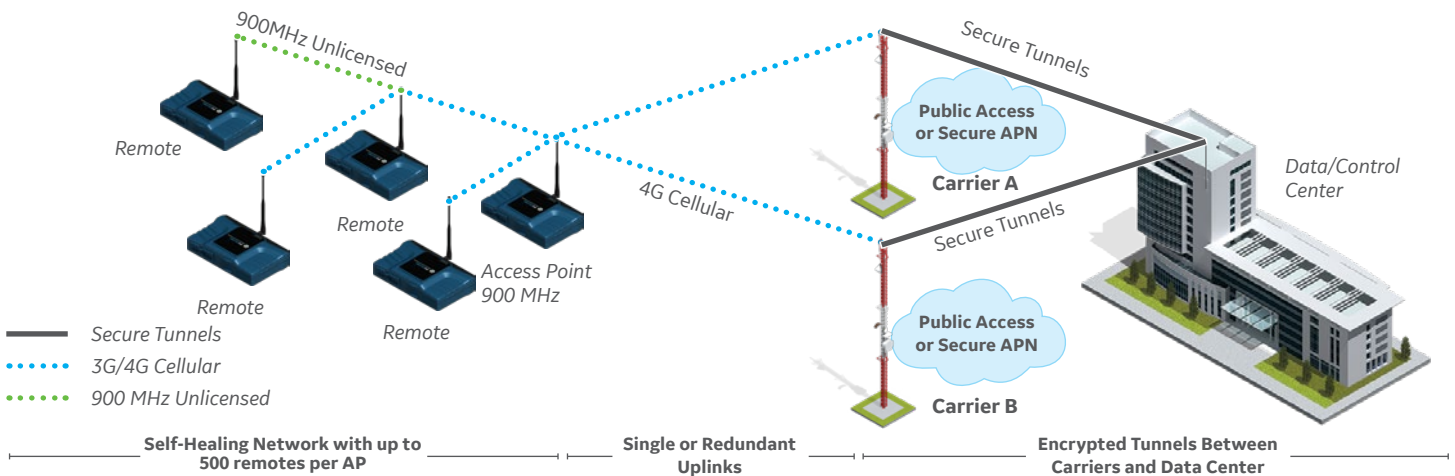 900MHz Unlicensed
Secure Tunnels
Public Access
or Secure APN
Remote
Data/Control
Center
Carrier A
4G Cellular
Remote
Secure Tunnels
Access Point
900 MHz
Remote
Remote
Public Access
or Secure APN
Secure Tunnels
3G/4G Cellular
900 MHz Unlicensed
Carrier B
Self-Healing Network with up to
500 remotes per AP
Single or Redundant
Uplinks
Encrypted Tunnels Between
Carriers and Data Center